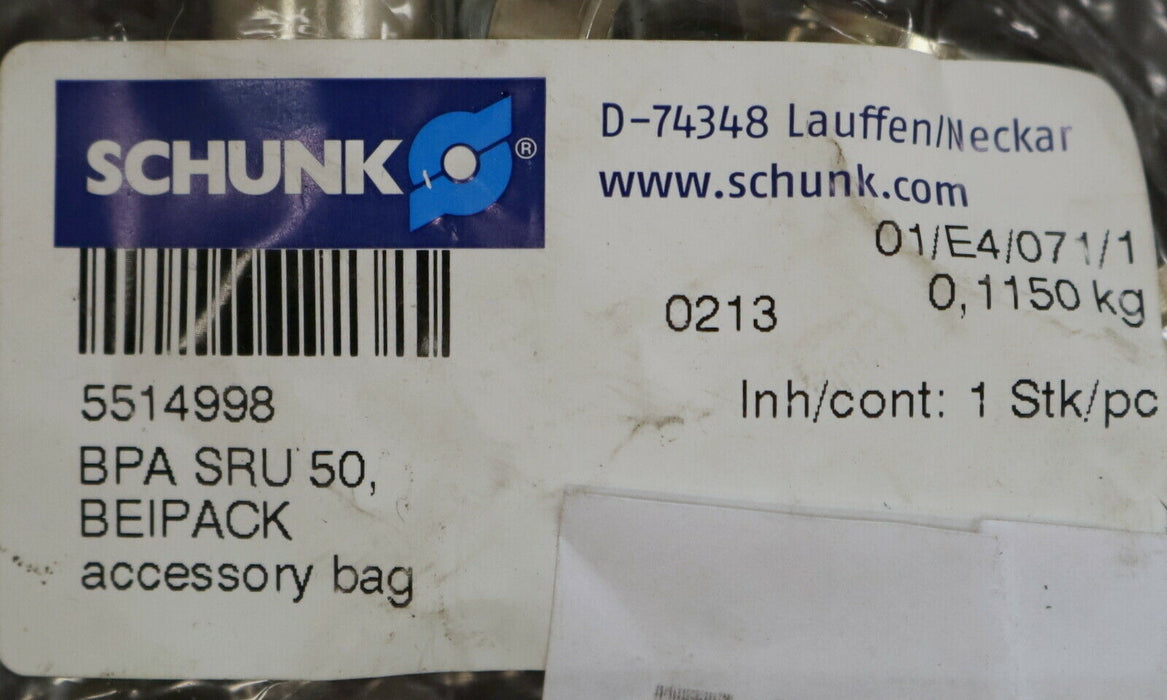 SCHUNK ®
D-74348 Lauffen/Neckar
www.schunk.com
01/E4/071/1
0,1150 kg
0213
Inh/cont: 1 Stk/pc
5514998
BPA SRU 50,
BEIPACK
accessory bag